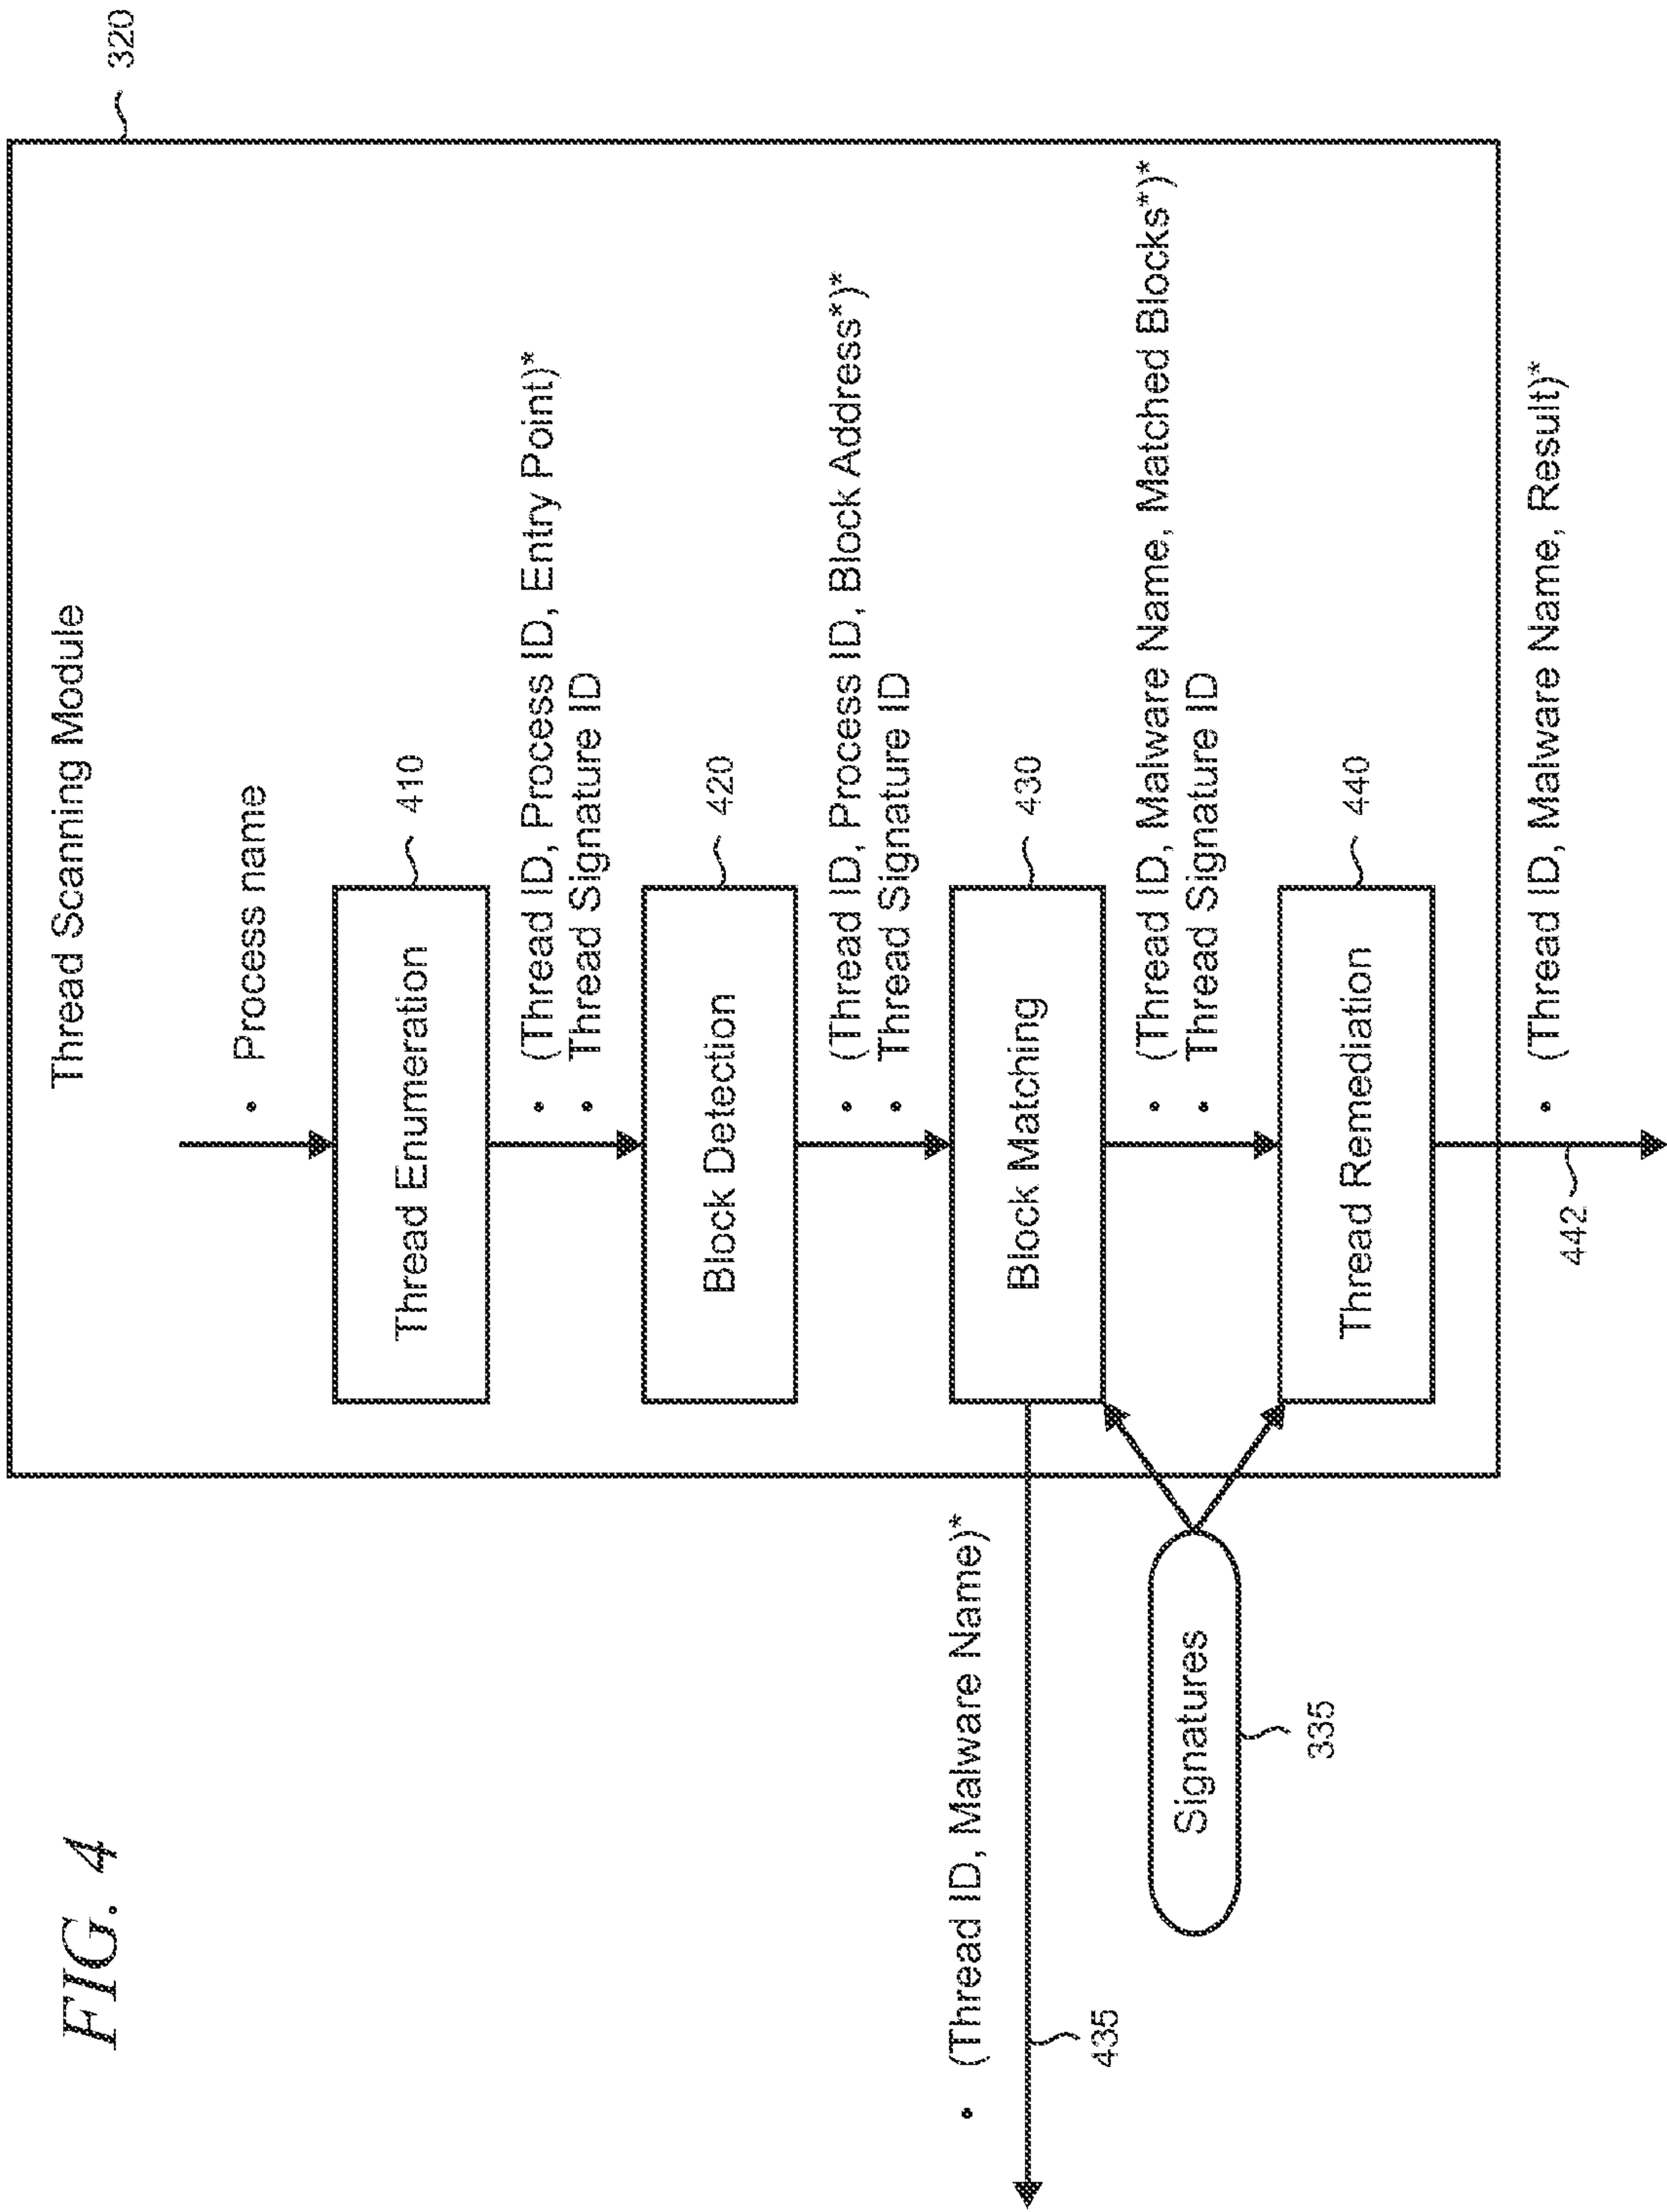 FIG. 4
320
Thread Scanning Module
• Process name
Thread Enumeration
410
• (Thread ID, Process ID, Entry Point)*
• Thread Signature ID
Block Detection
420
• (Thread ID, Process ID, Block Address*)*
• Thread Signature ID
• (Thread ID, Malware Name)*
435
Block Matching
430
• (Thread ID, Malware Name, Matched Blocks*)*
• Thread Signature ID
Signatures
335
Thread Remediation
440
442
• (Thread ID, Malware Name, Result)*